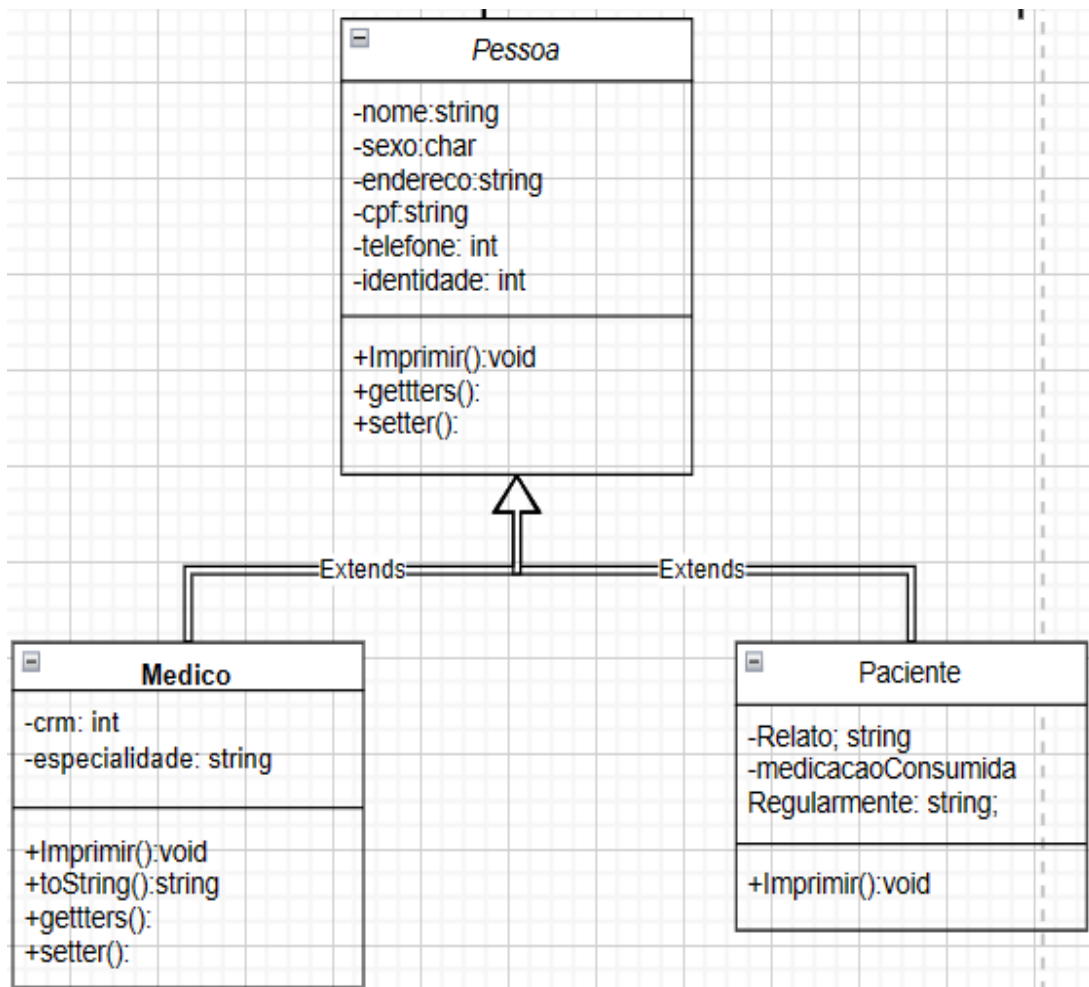 Pessoa
-nome:string
-sexo:char
-endereco:string
-cpf:string
-telefone: int
-identidade: int
+Imprimir():void
+gettters():
+setter():
Extends
Extends
Medico
-crm: int
-especialidade: string
+Imprimir():void
+toString():string
+gettters():
+setter():
Paciente
-Relato; string
-medicacaoConsumida
Regularmente: string;
+Imprimir():void